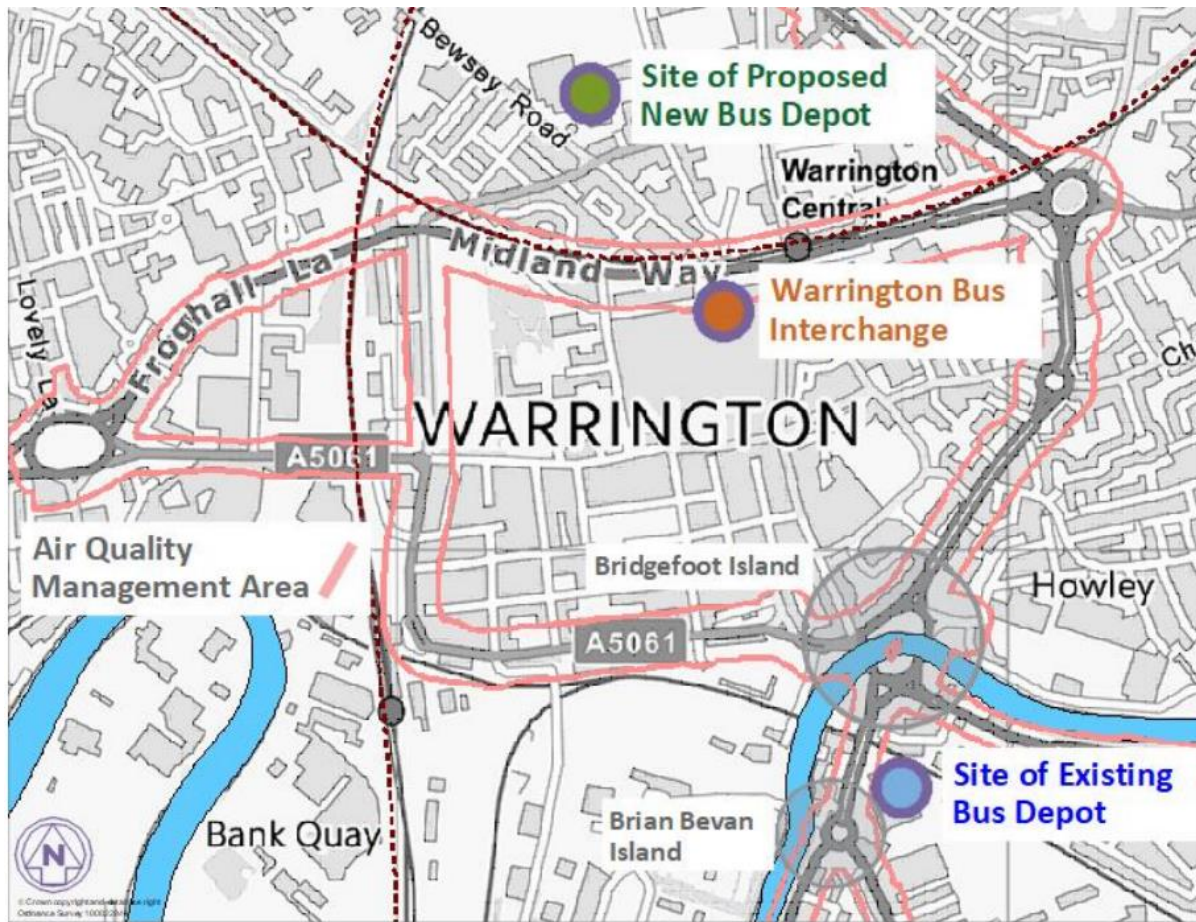 Bewsey Road
Site of Proposed
New Bus Depot
Warrington
Central
Midland Way
Froghall La
Lovely La
Warrington Bus
Interchange
WARRINGTON
A5061
Air Quality
Management Area
Bridgefoot Island
Howley
A5061
Site of Existing
Bus Depot
Brian Bevan
Island
Bank Quay
N